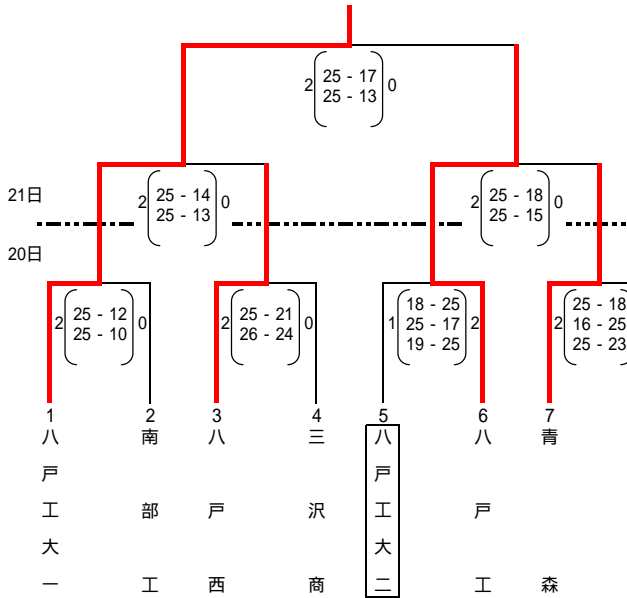 2 25 - 17 0
25 - 13
21日
2 25 - 14 0
25 - 13
2 25 - 18 0
25 - 15
20日
2 25 - 12 0
25 - 10
2 25 - 21 0
26 - 24
1 18 - 25 2
25 - 17
19 - 25
2 25 - 18
16 - 25
25 - 23
1
八戸工大一
2
南部工
3
八戸西
4
三沢商
5
八戸工大二
6
八戸工
7
青森